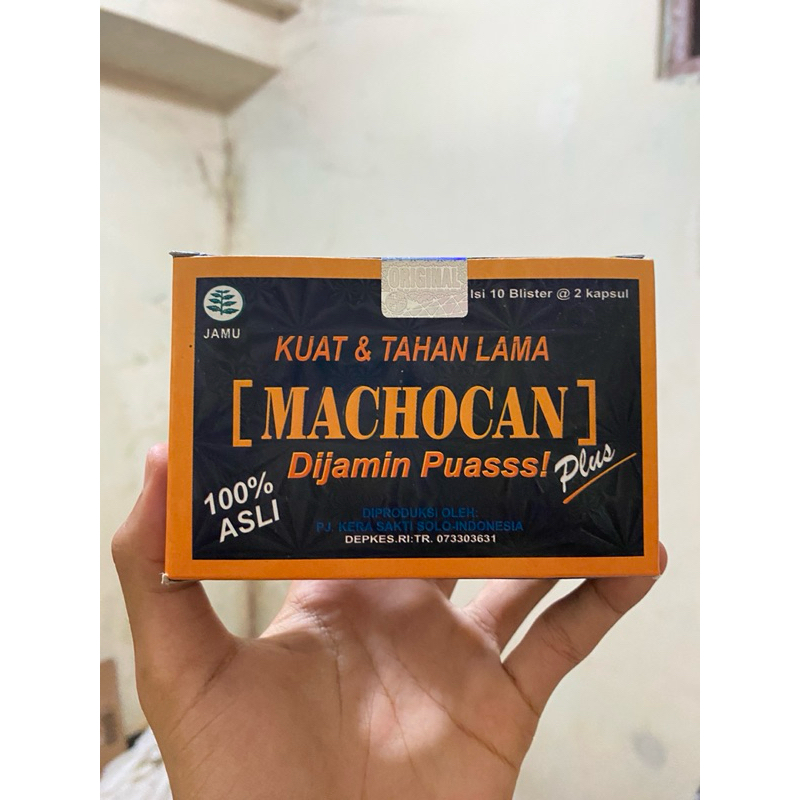 ORIGINAL
Isi 10 Blister @ 2 kapsul
JAMU
KUAT & TAHAN LAMA
[ MACHOCAN ]
Dijamin Puasss! Plus
100%
ASLI
DIPRODUKSI OLEH:
PJ. KERA SAKTI SOLO-INDONESIA
DEPKES.RI:TR. 073303631